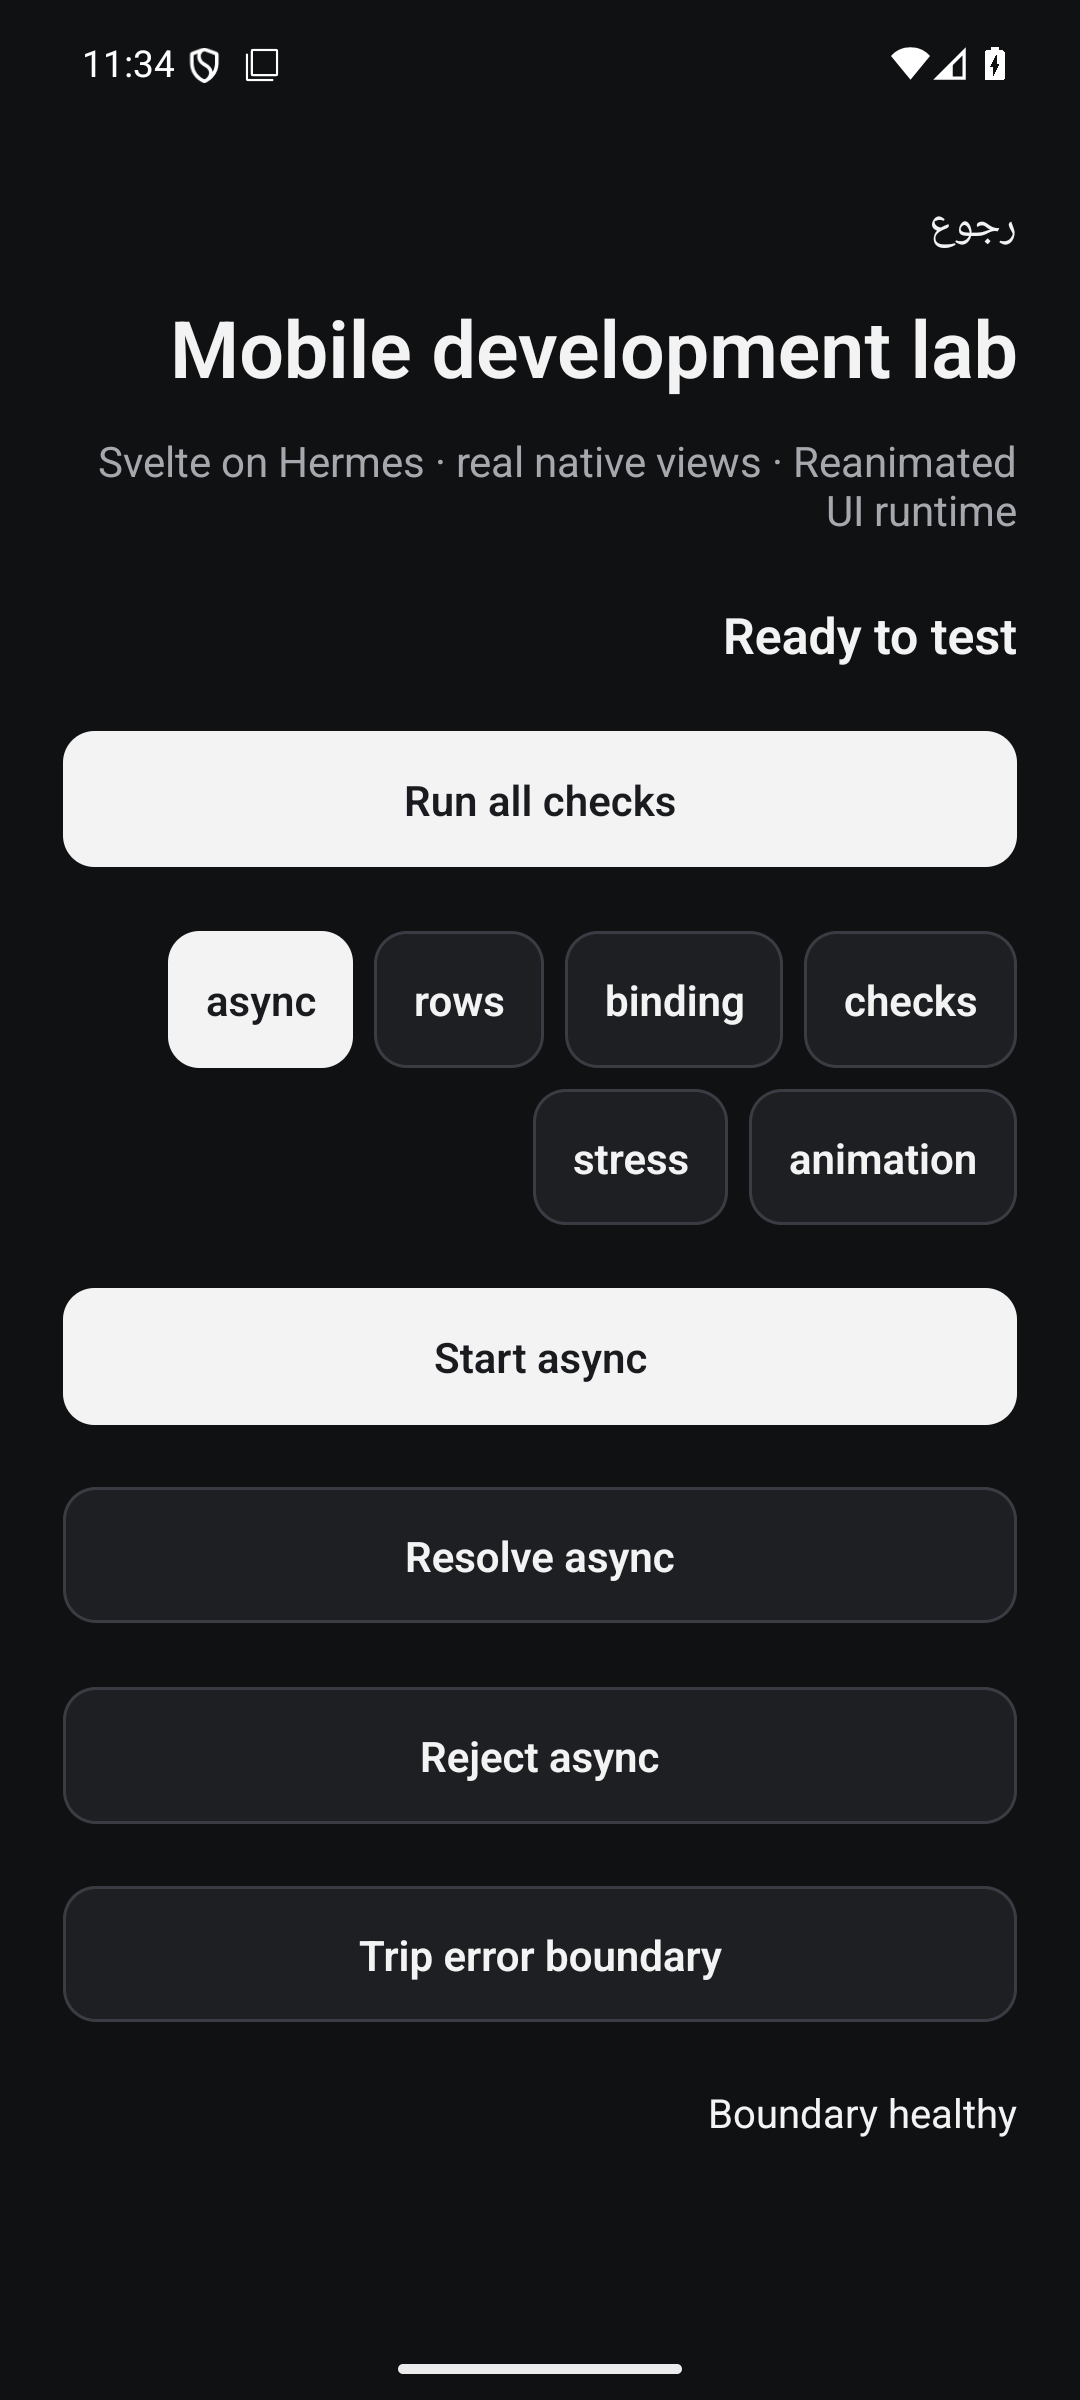 11:34
رجوع
Mobile development lab
Svelte on Hermes · real native views · Reanimated
UI runtime
Ready to test
Run all checks
checks
binding
rows
async
animation
stress
Start async
Resolve async
Reject async
Trip error boundary
Boundary healthy